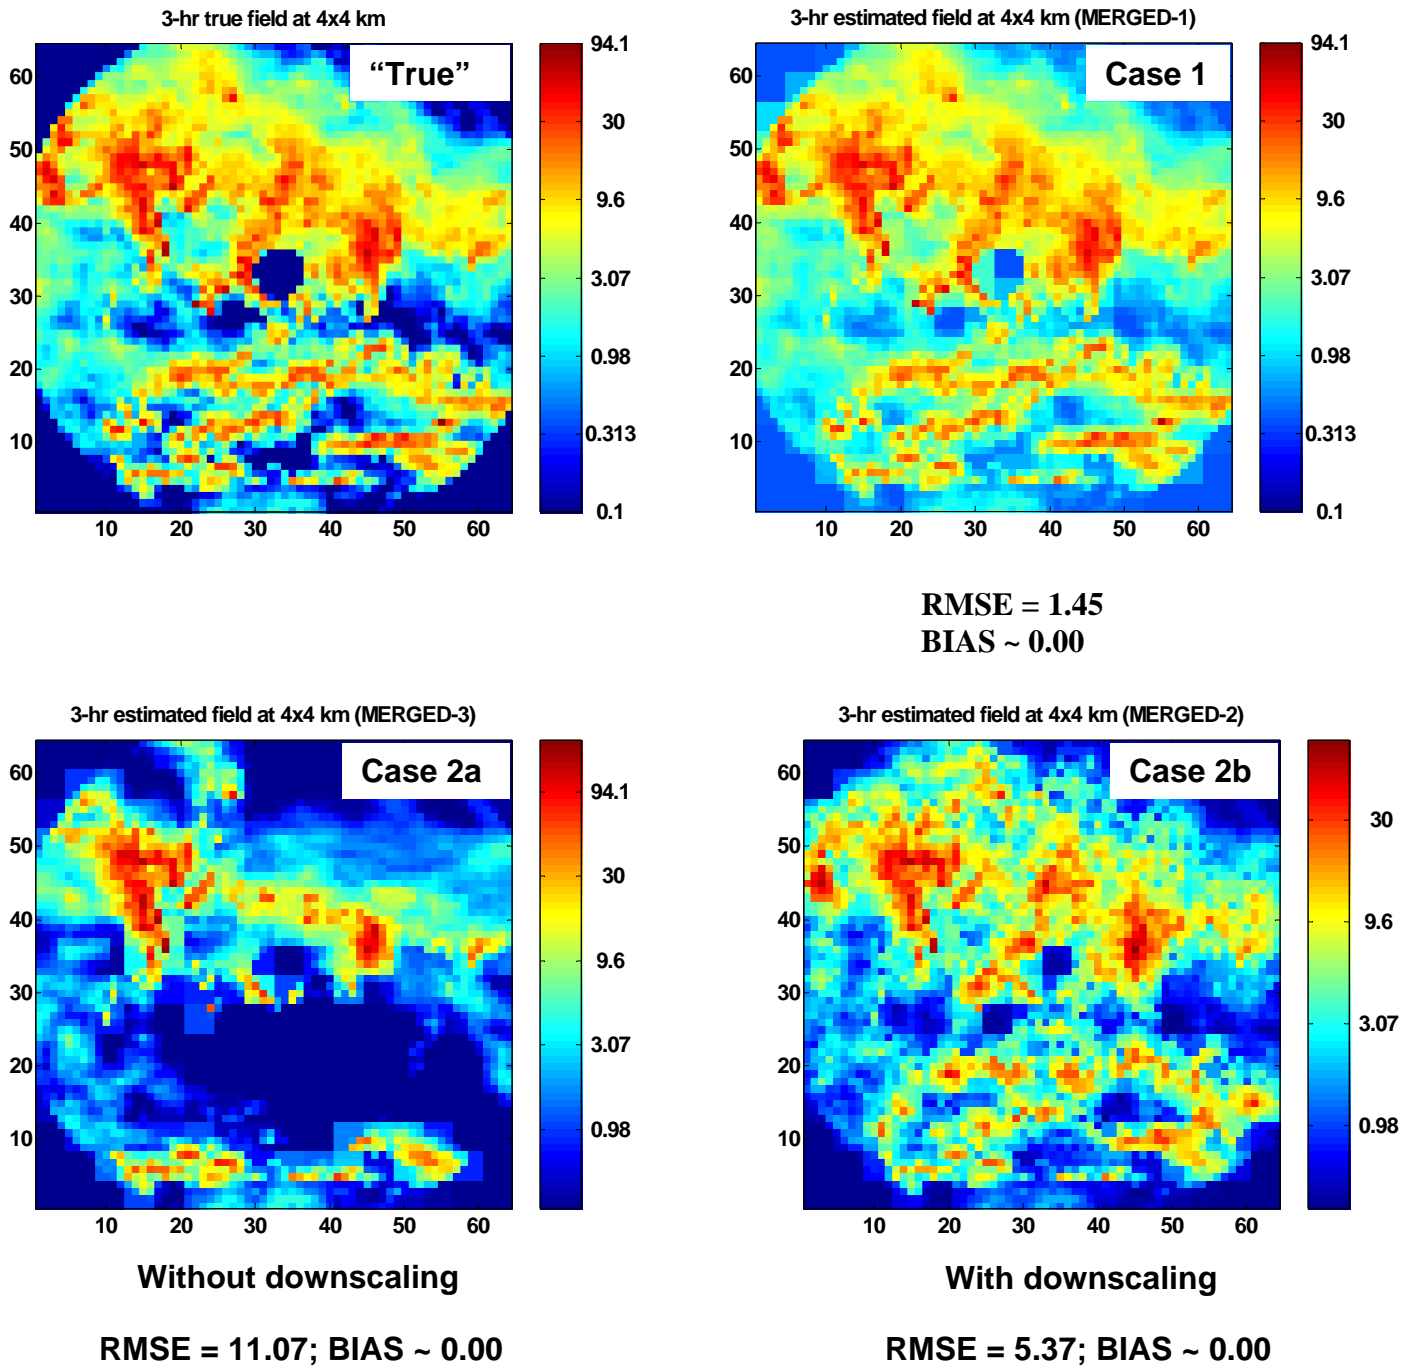 3-hr true field at 4x4 km
“True”
60
50
40
30
20
10
10 20 30 40 50 60
94.1
30
9.6
3.07
0.98
0.313
0.1
3-hr estimated field at 4x4 km (MERGED-1)
Case 1
60
50
40
30
20
10
10 20 30 40 50 60
94.1
30
9.6
3.07
0.98
0.313
0.1
RMSE = 1.45
BIAS ~ 0.00
3-hr estimated field at 4x4 km (MERGED-3)
Case 2a
60
50
40
30
20
10
10 20 30 40 50 60
94.1
30
9.6
3.07
0.98
Without downscaling
RMSE = 11.07; BIAS ~ 0.00
3-hr estimated field at 4x4 km (MERGED-2)
Case 2b
60
50
40
30
20
10
10 20 30 40 50 60
30
9.6
3.07
0.98
With downscaling
RMSE = 5.37; BIAS ~ 0.00